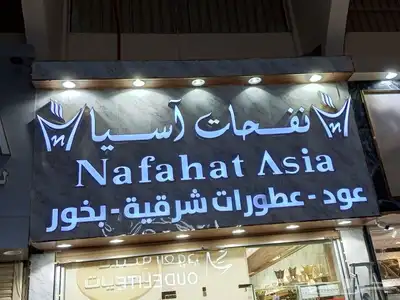 نفحات آسيا
Nafahat Asia
عود - عطورات شرقية - بخور